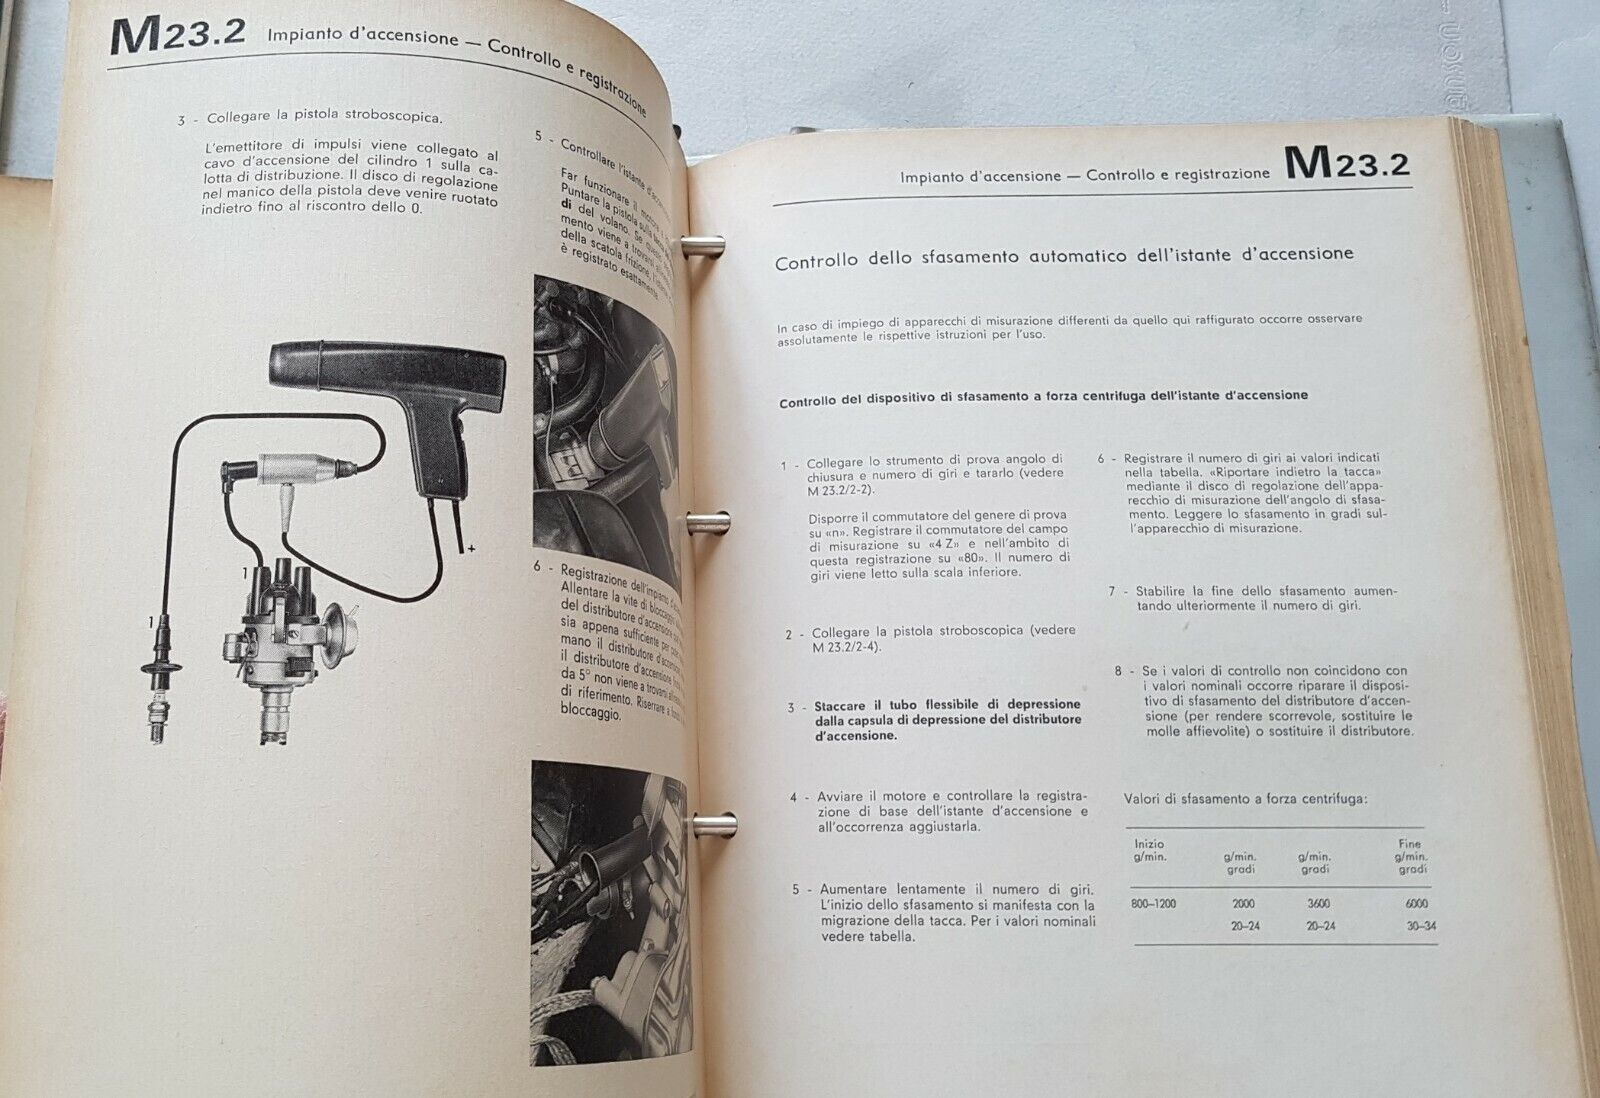 M23.2 Impianto d'accensione — Controllo e registrazione
3 - Collegare la pistola stroboscopica.
L'emettitore di impulsi viene collegato al
cavo d'accensione del cilindro 1 sulla ca-
lotta di distribuzione. Il disco di regolazione
nel manico della pistola deve venire ruotato
indietro fino al riscontro dello 0.
1
1
+
5 - Controllare l'istante
Far funzionare il motore
Puntare la pistola sulla
di del volano. Se
mento viene a trovarsi
della scatola frizione,
è registrato esattamente.
6 - Registrazione dell'impianto
Allentare la vite di bloccaggio
del distributore d'accensione
sia appena sufficiente per
mano il distributore
il distributore d'accensione
da 5° non viene a trovarsi
di riferimento. Riserrare a
bloccaggio.
Impianto d'accensione — Controllo e registrazione M23.2
Controllo dello sfasamento automatico dell'istante d'accensione
In caso di impiego di apparecchi di misurazione differenti da quello qui raffigurato occorre osservare
assolutamente le rispettive istruzioni per l'uso.
Controllo del dispositivo di sfasamento a forza centrifuga dell'istante d'accensione
1 - Collegare lo strumento di prova angolo di
chiusura e numero di giri e tararlo (vedere
M 23.2/2-2).
Disporre il commutatore del genere di prova
su «n». Registrare il commutatore del campo
di misurazione su «4 Z» e nell'ambito di
questa registrazione su «80». Il numero di
giri viene letto sulla scala inferiore.
2 - Collegare la pistola stroboscopica (vedere
M 23.2/2-4).
3 - Staccare il tubo flessibile di depressione
dalla capsula di depressione del distributore
d'accensione.
4 - Avviare il motore e controllare la registra-
zione di base dell'istante d'accensione e
all'occorrenza aggiustarla.
5 - Aumentare lentamente il numero di giri.
L'inizio dello sfasamento si manifesta con la
migrazione della tacca. Per i valori nominali
vedere tabella.
6 - Registrare il numero di giri ai valori indicati
nella tabella. «Riportare indietro la tacca»
mediante il disco di regolazione dell'appa-
recchio di misurazione dell'angolo di sfasa-
mento. Leggere lo sfasamento in gradi sul-
l'apparecchio di misurazione.
7 - Stabilire la fine dello sfasamento aumen-
tando ulteriormente il numero di giri.
8 - Se i valori di controllo non coincidono con
i valori nominali occorre riparare il disposi-
tivo di sfasamento del distributore d'accen-
sione (per rendere scorrevole, sostituire le
molle affievolite) o sostituire il distributore.
Valori di sfasamento a forza centrifuga:
Inizio Fine
g/min. g/min. g/min. g/min.
gradi gradi gradi
800–1200 2000 3600 6000
20–24 20–24 30–34